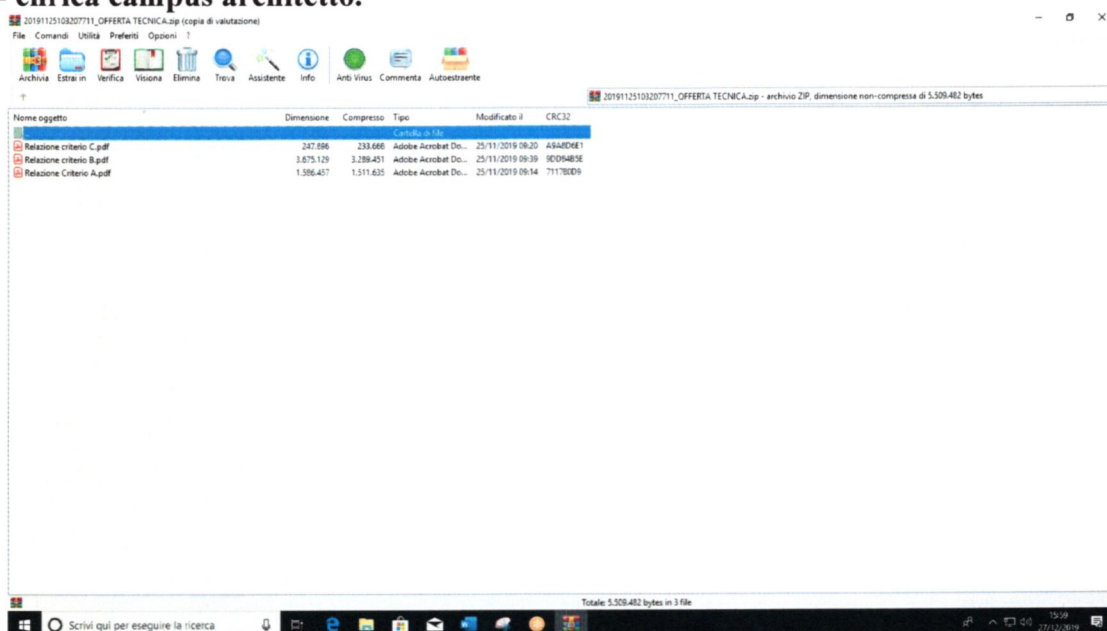 enrica campus architetto.
20191125103207711_OFFERTA TECNICA.zip (copia di valutazione)
File Comandi Utilità Preferiti Opzioni ?
Archivia Estrai in Verifica Visiona Elimina Trova Assistente Info Anti Virus Commenta Autoestraente
20191125103207711_OFFERTA TECNICA.zip - archivio ZIP, dimensione non-compressa di 5.509.482 bytes
Nome oggetto Dimensione Compresso Tipo Modificato il CRC32
Cartella di file
Relazione criterio C.pdf 247.896 233.668 Adobe Acrobat Do... 25/11/2019 09:20 A9A8D6E1
Relazione criterio B.pdf 3.675.129 3.289.451 Adobe Acrobat Do... 25/11/2019 09:39 9DD64B5E
Relazione Criterio A.pdf 1.586.457 1.511.635 Adobe Acrobat Do... 25/11/2019 09:14 7117B0D9
Totale 5.509.482 bytes in 3 file
Scrivi qui per eseguire la ricerca
15:59
27/12/2019